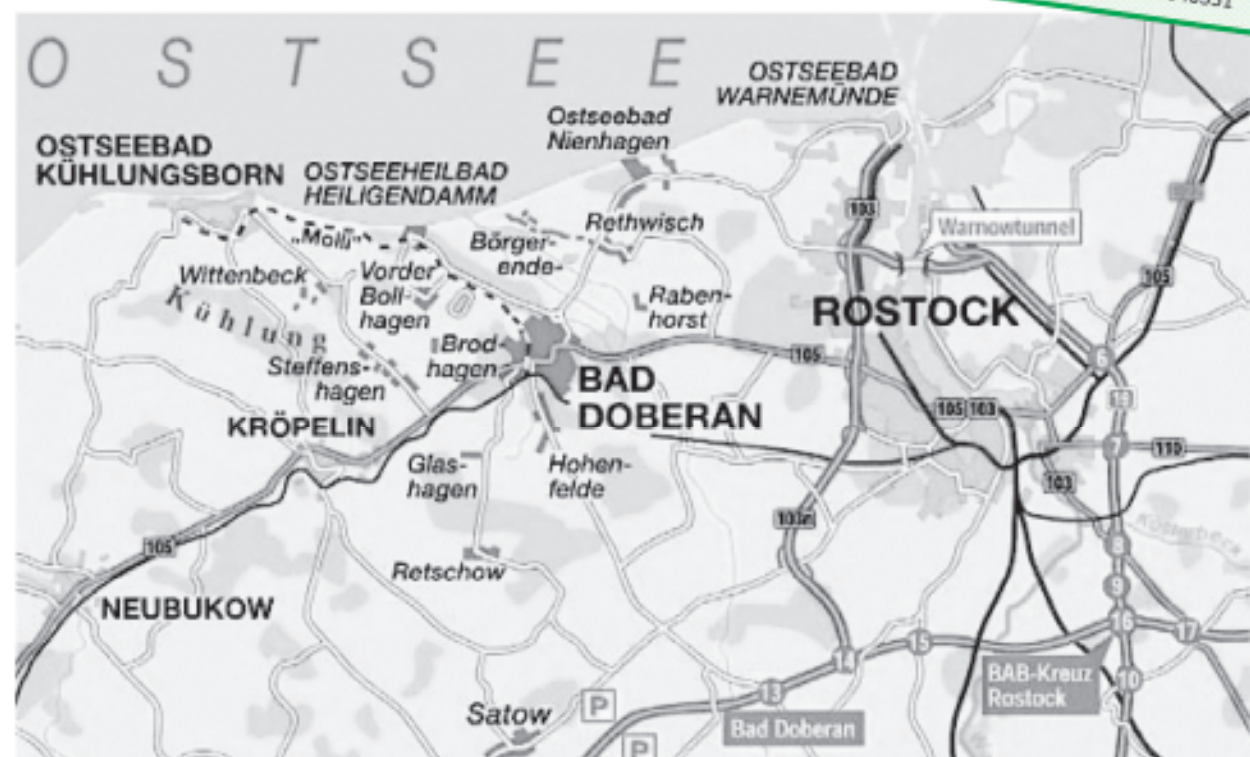 OSTSEE
OSTSEEBAD
WARNEMÜNDE
Ostseebad
Nienhagen
OSTSEEBAD
KÜHLUNGSBORN
OSTSEEHEILBAD
HEILIGENDAMM
103
Rethwisch
Warnowtunnel
„Molli“
Börger-
ende-
Wittenbeck
Vorder
Boll-
hagen
105
Kühlung
Raben-
horst
ROSTOCK
Brod-
hagen
105
6
Steffens-
hagen
BAD
DOBERAN
105 103
KRÖPELIN
7
110
Glas-
hagen
Hohen-
felde
103
103n
105
8
Retschow
9
NEUBUKOW
16
17
15
14
BAB-Kreuz
Rostock
10
13
Satow
P
Bad Doberan
P